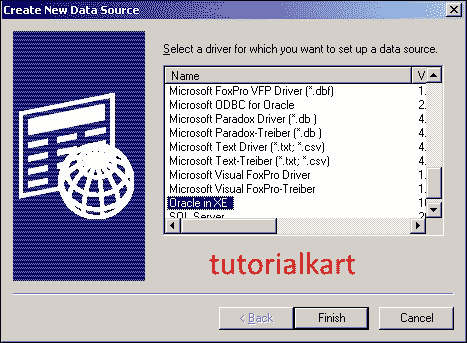 Create New Data Source
Select a driver for which you want to set up a data source.
Name V
Microsoft FoxPro VFP Driver (*.dbf) 1.
Microsoft ODBC for Oracle 2.
Microsoft Paradox Driver (*.db ) 4.
Microsoft Paradox-Treiber (*.db ) 4.
Microsoft Text Driver (*.txt; *.csv) 4.
Microsoft Text-Treiber (*.txt; *.csv) 4.
Microsoft Visual FoxPro Driver 1.
Microsoft Visual FoxPro-Treiber 1.
Oracle in XE 10
SQL Server
tutorialkart
< Back
Finish
Cancel